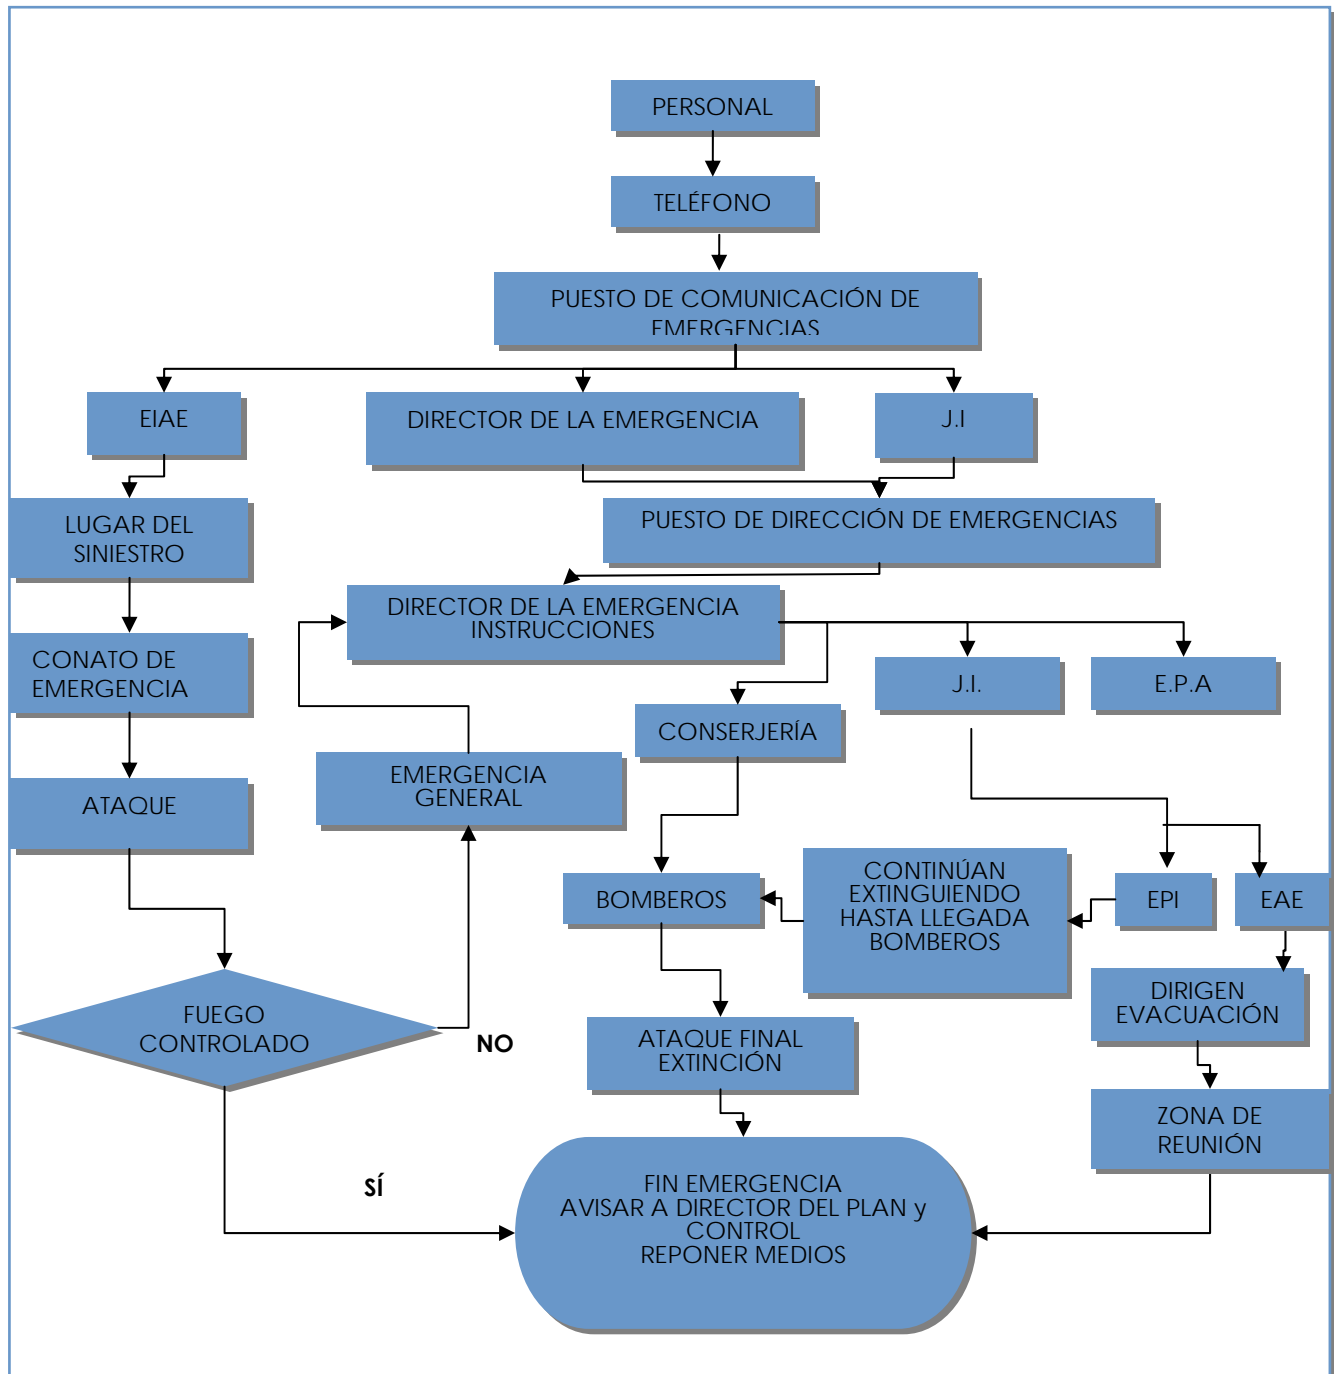 PERSONAL
TELÉFONO
PUESTO DE COMUNICACIÓN DE
EMERGENCIAS
EIAE
DIRECTOR DE LA EMERGENCIA
J.I
LUGAR DEL
SINIESTRO
PUESTO DE DIRECCIÓN DE EMERGENCIAS
DIRECTOR DE LA EMERGENCIA
INSTRUCCIONES
CONATO DE
EMERGENCIA
J.I.
E.P.A
CONSERJERÍA
EMERGENCIA
GENERAL
ATAQUE
BOMBEROS
CONTINÚAN
EXTINGUIENDO
HASTA LLEGADA
BOMBEROS
EPI
EAE
FUEGO
CONTROLADO
NO
DIRIGEN
EVACUACIÓN
ATAQUE FINAL
EXTINCIÓN
ZONA DE
REUNIÓN
SÍ
FIN EMERGENCIA
AVISAR A DIRECTOR DEL PLAN y
CONTROL
REPONER MEDIOS